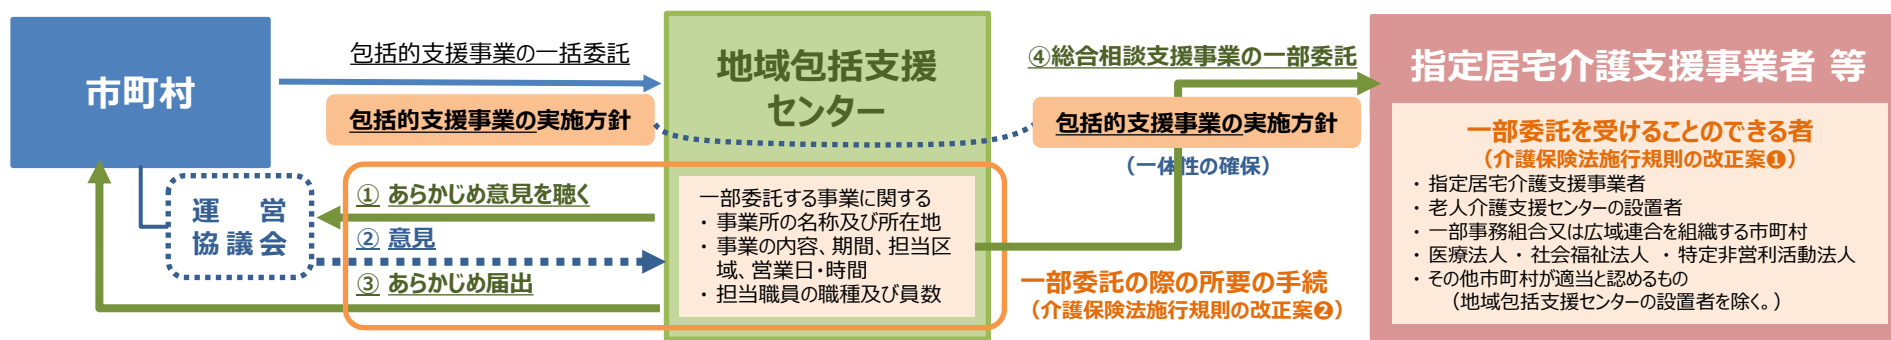 市町村
包括的支援事業の一括委託
包括的支援事業の実施方針
運　営
協議会
① あらかじめ意見を聴く
② 意見
③ あらかじめ届出
地域包括支援
センター
一部委託する事業に関する
・事業所の名称及び所在地
・事業の内容、期間、担当区
域、営業日・時間
・担当職員の職種及び員数
④総合相談支援事業の一部委託
包括的支援事業の実施方針
（一体性の確保）
一部委託の際の所要の手続
（介護保険法施行規則の改正案❷）
指定居宅介護支援事業者 等
一部委託を受けることのできる者
（介護保険法施行規則の改正案❶）
・指定居宅介護支援事業者
・老人介護支援センターの設置者
・一部事務組合又は広域連合を組織する市町村
・医療法人・社会福祉法人 ・特定非営利活動法人
・その他市町村が適当と認めるもの
（地域包括支援センターの設置者を除く。）